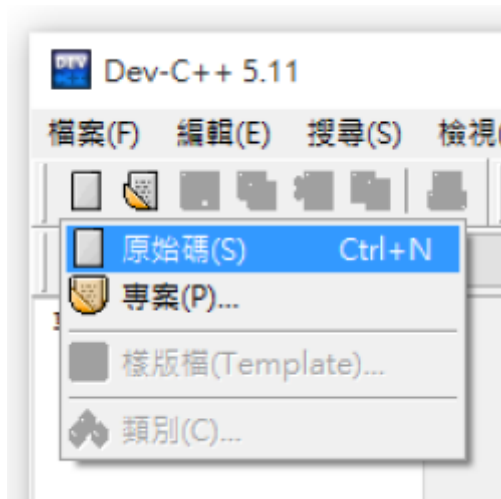 DEV
C++
Dev-C++ 5.11
檔案(F) 編輯(E) 搜尋(S) 檢視(
原始碼(S) Ctrl+N
專案(P)...
樣版檔(Template)...
類別(C)...